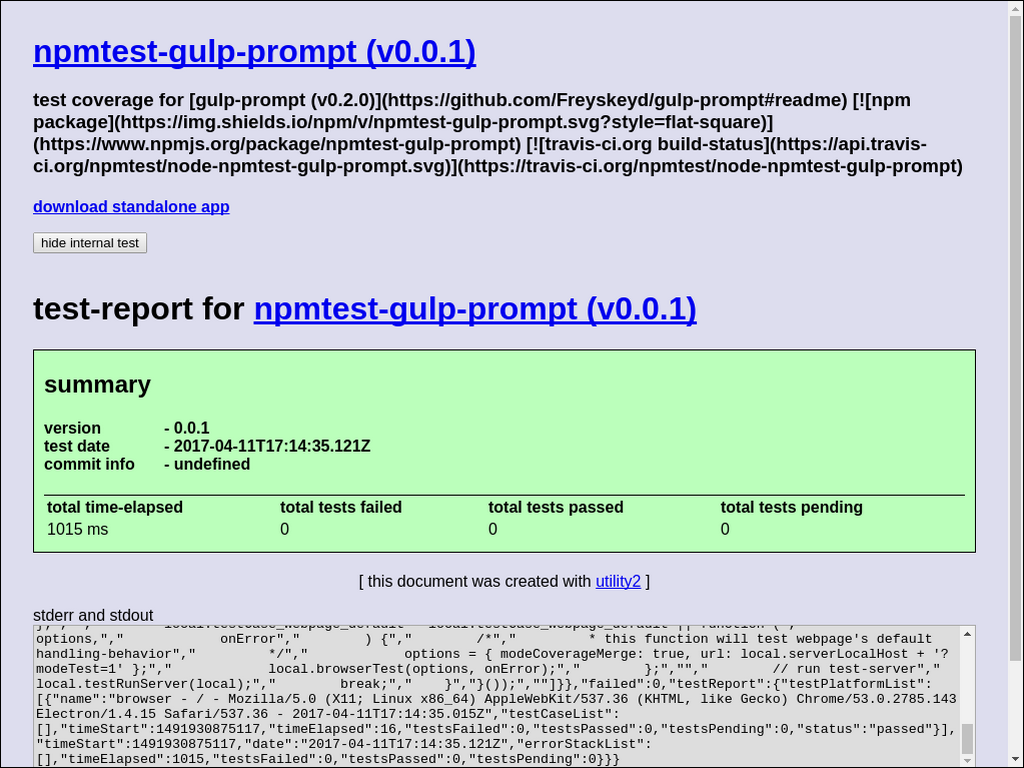 npmtest-gulp-prompt (v0.0.1)
test coverage for [gulp-prompt (v0.2.0)](https://github.com/Freyskeyd/gulp-prompt#readme) [![npm
package](https://img.shields.io/npm/v/npmtest-gulp-prompt.svg?style=flat-square)]
(https://www.npmjs.org/package/npmtest-gulp-prompt) [![travis-ci.org build-status](https://api.travis-
ci.org/npmtest/node-npmtest-gulp-prompt.svg)](https://travis-ci.org/npmtest/node-npmtest-gulp-prompt)
download standalone app
hide internal test
test-report for npmtest-gulp-prompt (v0.0.1)
summary
version - 0.0.1
test date - 2017-04-11T17:14:35.121Z
commit info - undefined
total time-elapsed total tests failed total tests passed total tests pending
1015 ms 0 0 0
[ this document was created with utility2 ]
stderr and stdout
options,","            onError","        ) {","        /*","         * this function will test webpage's default
handling-behavior","         */","            options = { modeCoverageMerge: true, url: local.serverLocalHost + '?
modeTest=1' };","            local.browserTest(options, onError);","        };","","        // run test-server","
local.testRunServer(local);","        break;","    }","}());",""]}},"failed":0,"testReport":{"testPlatformList":
[{"name":"browser - / - Mozilla/5.0 (X11; Linux x86_64) AppleWebKit/537.36 (KHTML, like Gecko) Chrome/53.0.2785.143
Electron/1.4.15 Safari/537.36 - 2017-04-11T17:14:35.015Z","testCaseList":
[],"timeStart":1491930875117,"timeElapsed":16,"testsFailed":0,"testsPassed":0,"testsPending":0,"status":"passed"}],
"timeStart":1491930875117,"date":"2017-04-11T17:14:35.121Z","errorStackList":
[],"timeElapsed":1015,"testsFailed":0,"testsPassed":0,"testsPending":0}}}